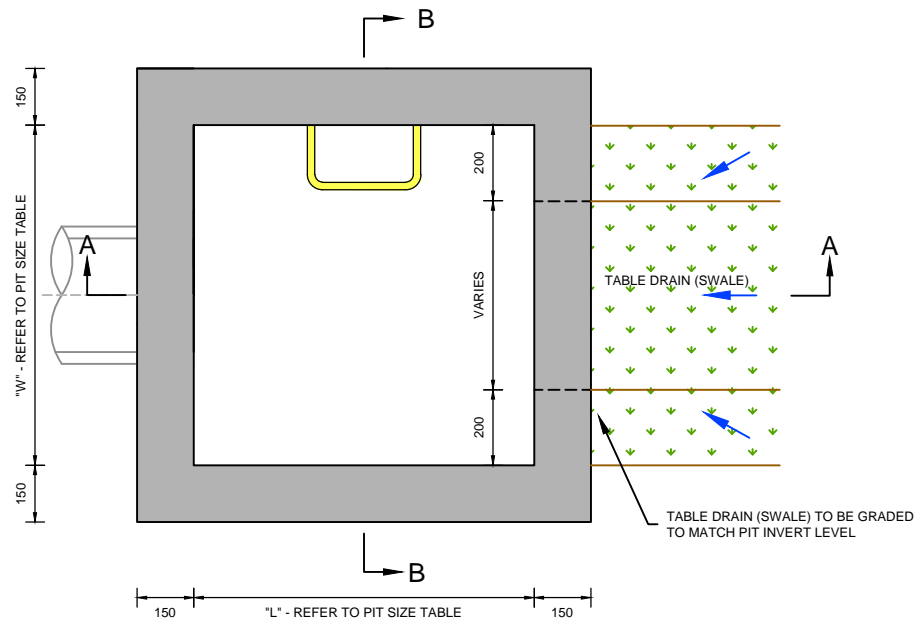 B
150
200
"W" - REFER TO PIT SIZE TABLE
A
A
TABLE DRAIN (SWALE)
VARIES
200
150
TABLE DRAIN (SWALE) TO BE GRADED
TO MATCH PIT INVERT LEVEL
B
150
"L" - REFER TO PIT SIZE TABLE
150